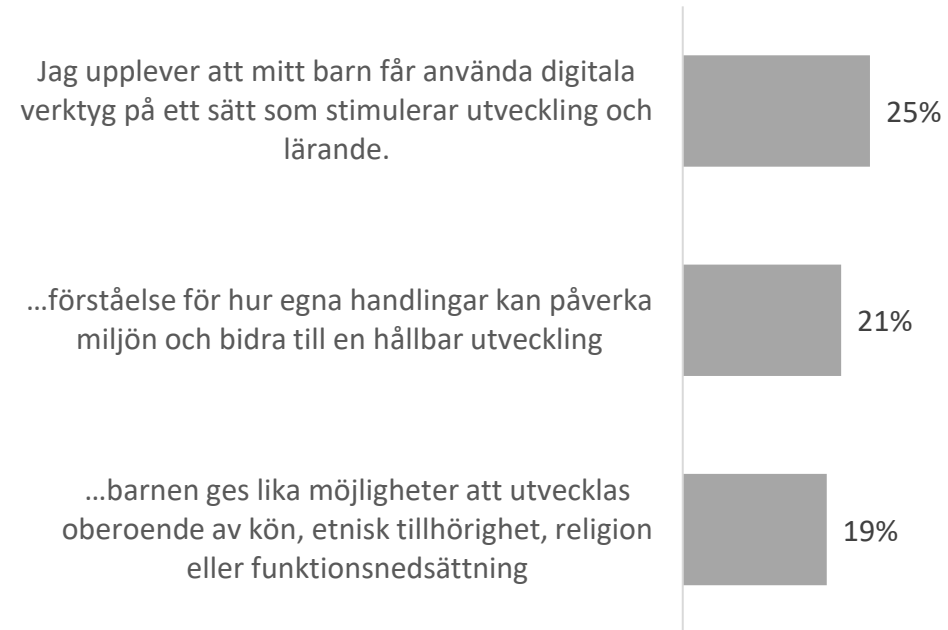 Jag upplever att mitt barn får använda digitala
verktyg på ett sätt som stimulerar utveckling och
lärande.
25%
...förståelse för hur egna handlingar kan påverka
miljön och bidra till en hållbar utveckling
21%
...barnen ges lika möjligheter att utvecklas
oberoende av kön, etnisk tillhörighet, religion
eller funktionsnedsättning
19%